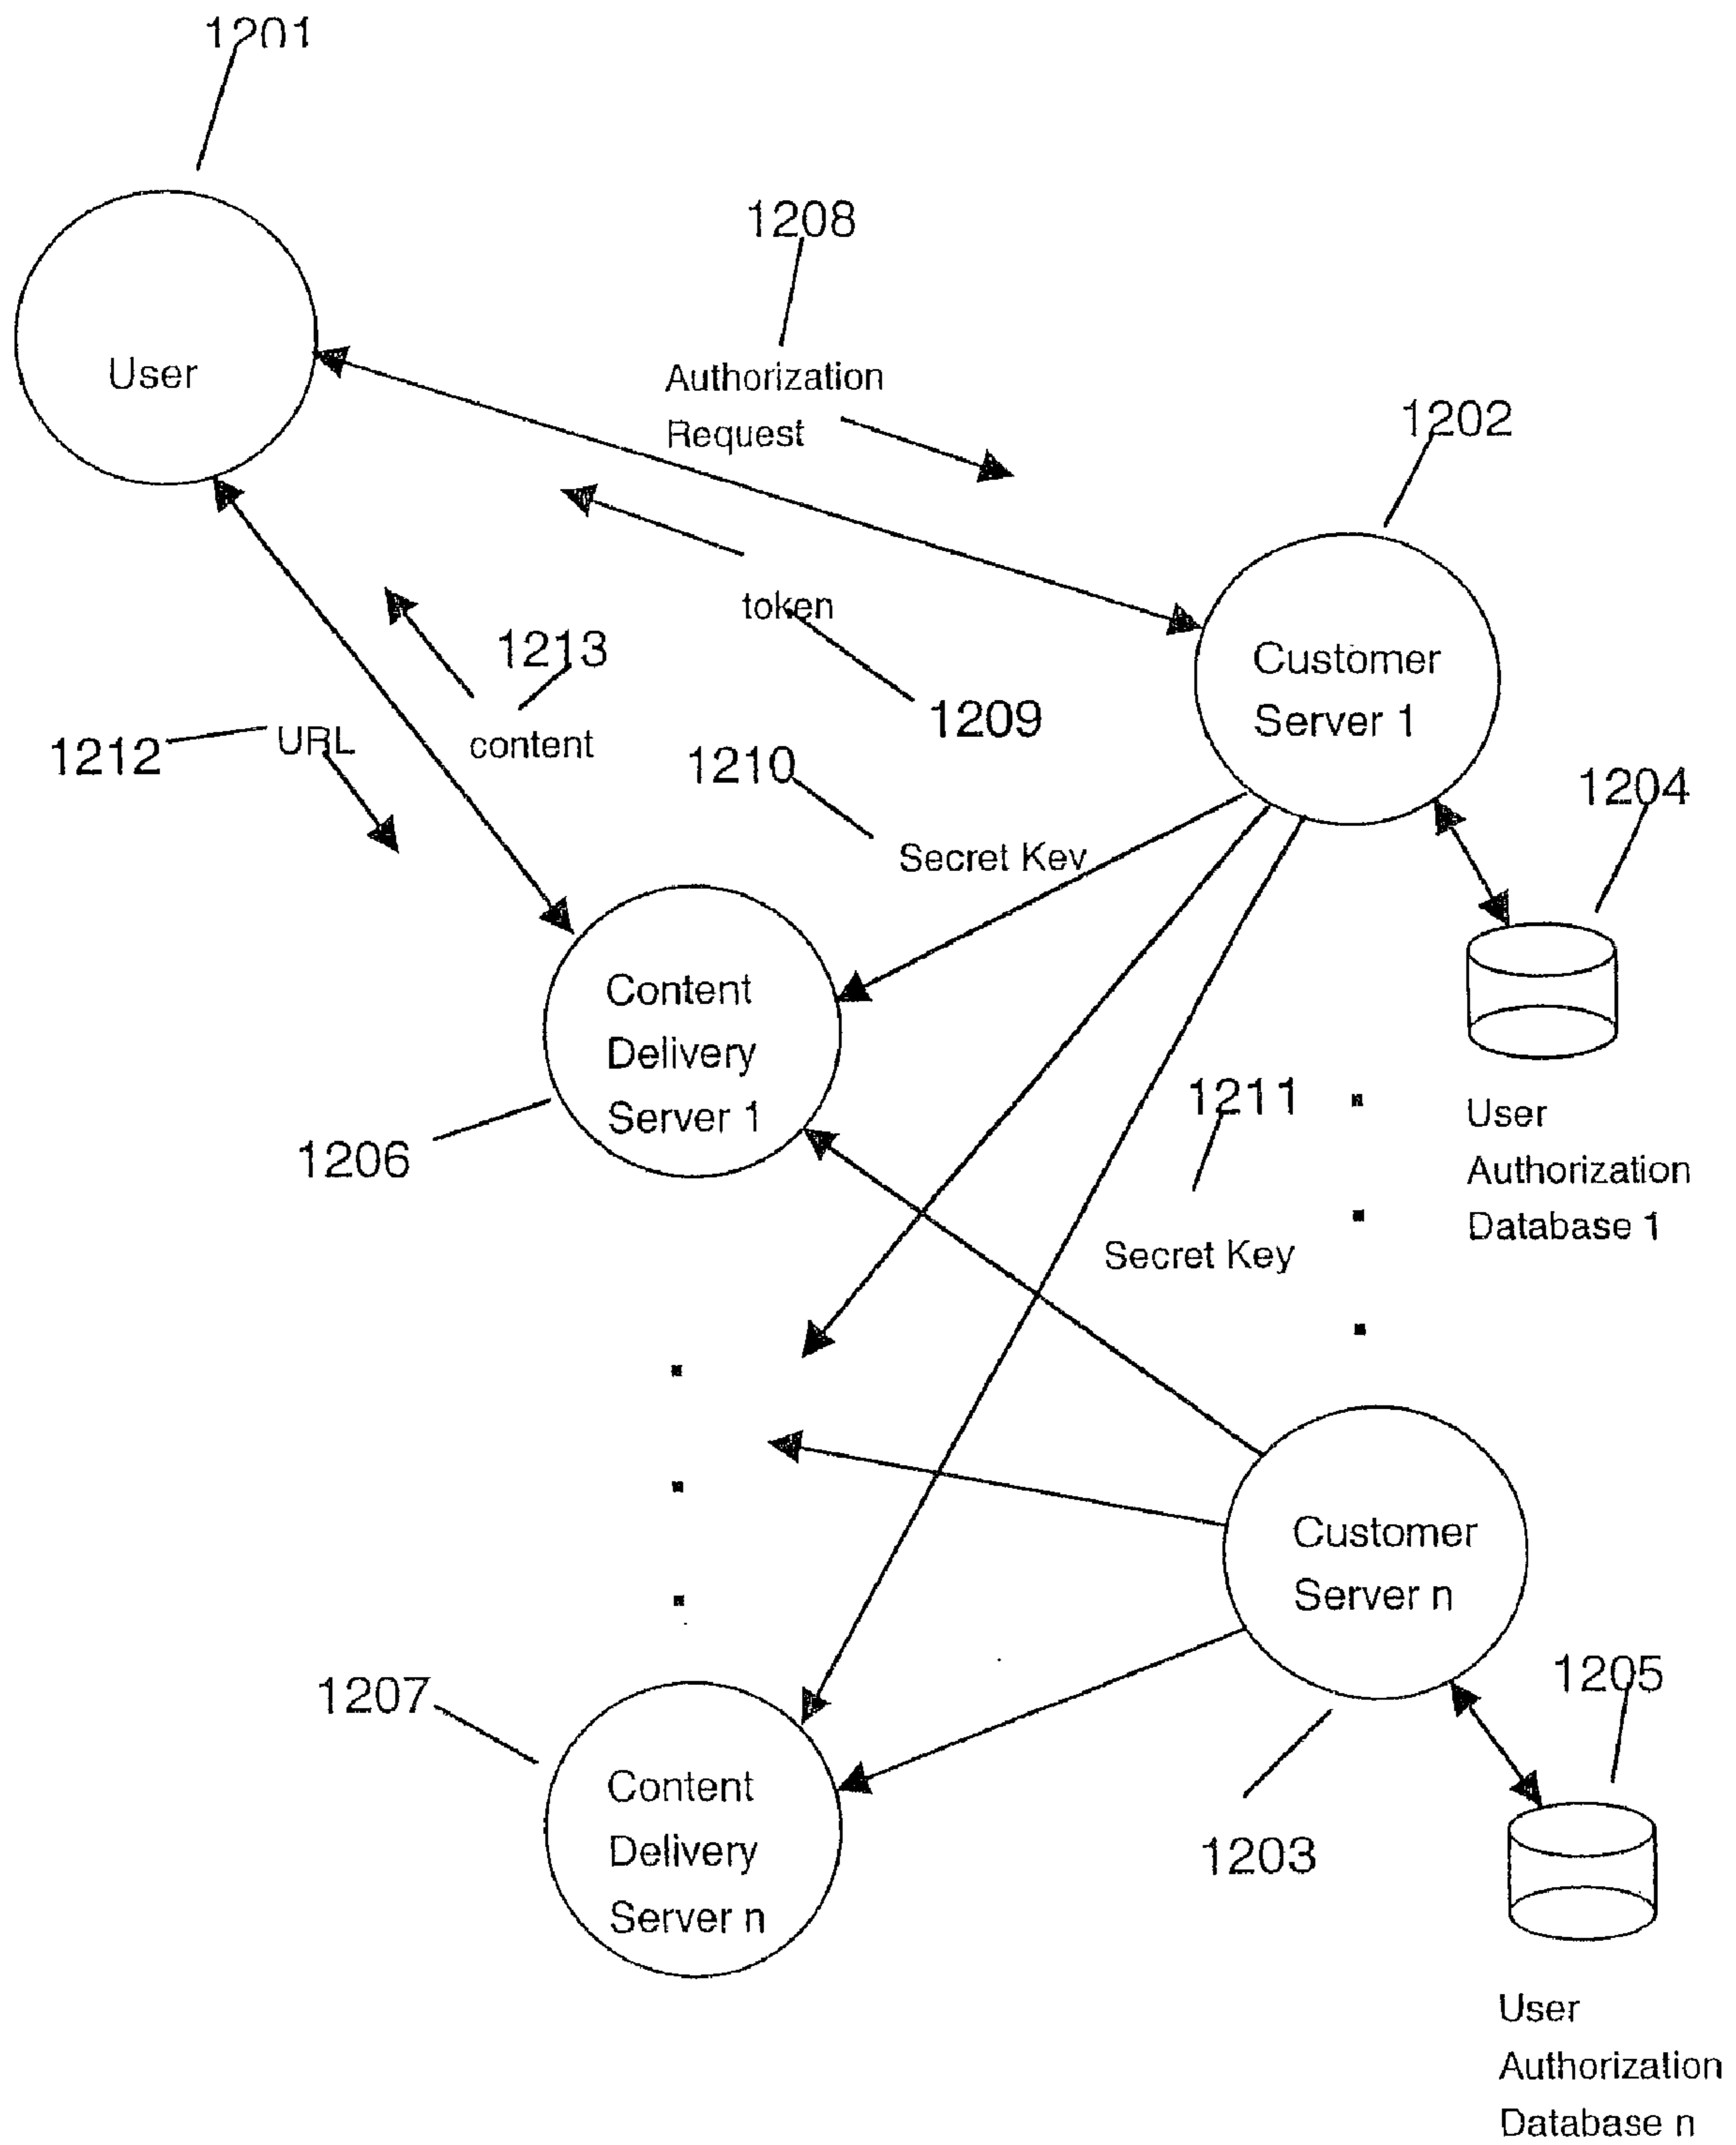 1201
1208
User
Authorization
Request
1202
token
1213
Customer
Server 1
1209
1212
URL
content
1210
1204
Secret Key
Content
Delivery
Server 1
1211
User
Authorization
Database 1
1206
Secret Key
Customer
Server n
1207
1205
Content
Delivery
Server n
1203
User
Authorization
Database n